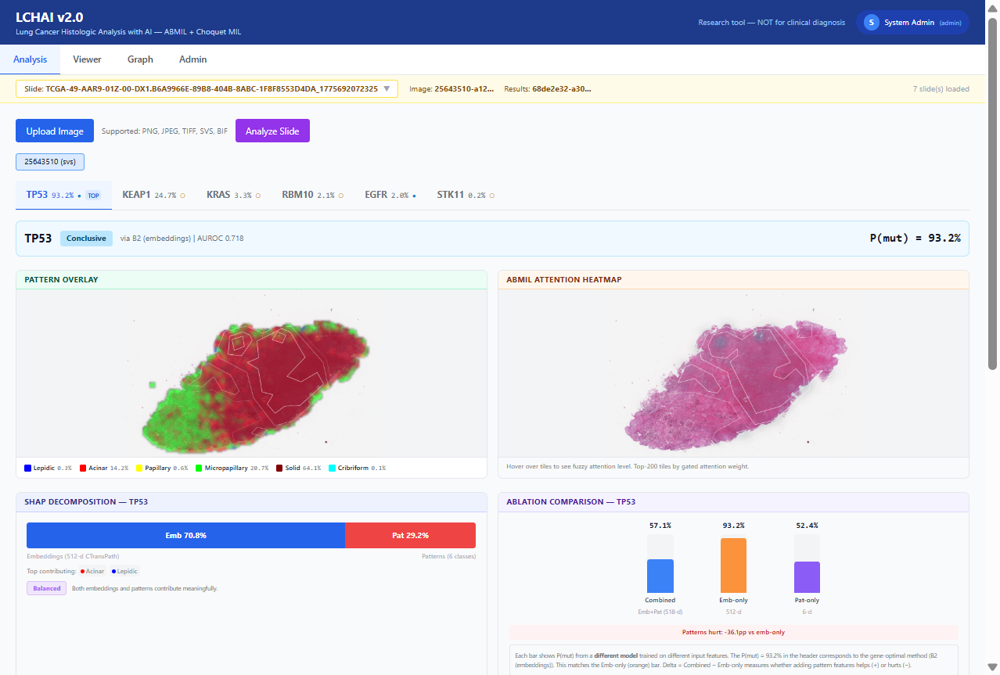 LCHAI v2.0
Lung Cancer Histologic Analysis with AI — ABMIL + Choquet MIL
Research tool — NOT for clinical diagnosis
S System Admin (admin)
Analysis Viewer Graph Admin
Slide: TCGA-49-AAR9-01Z-00-DX1.B6A9966E-89B8-404B-8ABC-1F8F8553D4DA_1775692072325 ▼ Image: 25643510-a12... Results: 68de2e32-a30... 7 slide(s) loaded
Upload Image Supported: PNG, JPEG, TIFF, SVS, BIF Analyze Slide
25643510 (svs)
TP53 93.2% ● TOP KEAP1 24.7% ○ KRAS 3.3% ○ RBM10 2.1% ○ EGFR 2.0% ● STK11 0.2% ○
TP53 Conclusive via B2 (embeddings) | AUROC 0.718 P(mut) = 93.2%
PATTERN OVERLAY
Lepidic 0.3% Acinar 14.2% Papillary 0.6% Micropapillary 20.7% Solid 64.1% Cribriform 0.1%
ABMIL ATTENTION HEATMAP
Hover over tiles to see fuzzy attention level. Top-200 tiles by gated attention weight.
SHAP DECOMPOSITION — TP53
Emb 70.8% Pat 29.2%
Embeddings (512-d CTransPath) Patterns (6 classes)
Top contributing: ● Acinar ● Lepidic
Balanced Both embeddings and patterns contribute meaningfully.
ABLATION COMPARISON — TP53
57.1% 93.2% 52.4%
Combined Emb-only Pat-only
Emb+Pat (518-d) 512-d 6-d
Patterns hurt: -36.1pp vs emb-only
Each bar shows P(mut) from a different model trained on different input features. The P(mut) = 93.2% in the header corresponds to the gene-optimal method (B2
(embeddings)). This matches the Emb-only (orange) bar. Delta = Combined − Emb-only measures whether adding pattern features helps (+) or hurts (−).